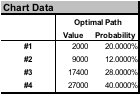 Chart Data
Optimal Path
Value Probability
#1 2000 20.0000%
#2 9000 12.0000%
#3 17400 28.0000%
#4 27000 40.0000%